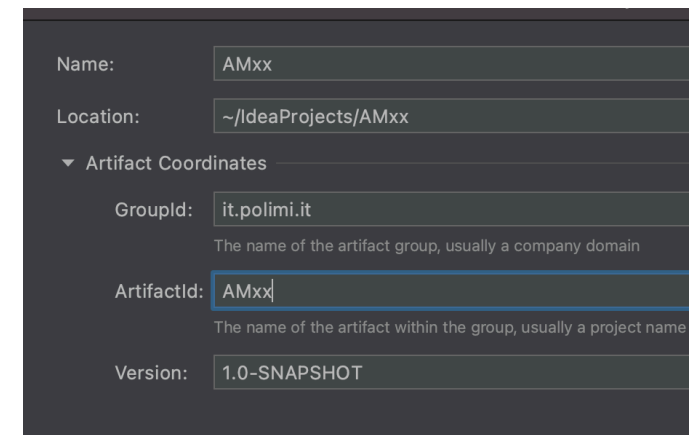 Name: AMxx
Location: ~/IdeaProjects/AMxx
Artifact Coordinates
GroupId: it.polimi.it
The name of the artifact group, usually a company domain
ArtifactId: AMxx
The name of the artifact within the group, usually a project name
Version: 1.0-SNAPSHOT